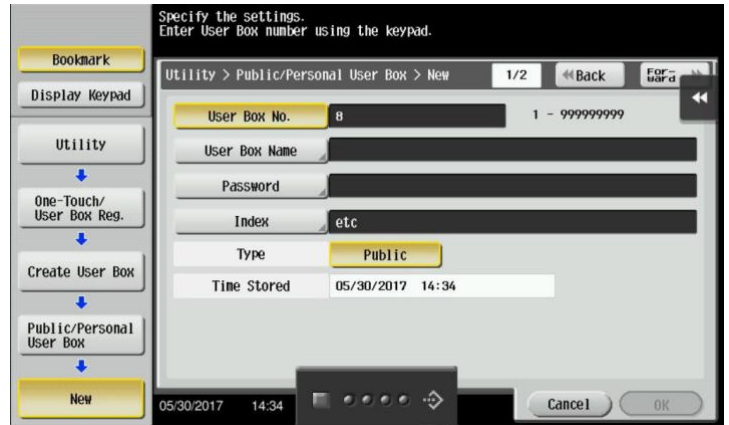 Specify the settings.
Enter User Box number using the keypad.
Bookmark
Display Keypad
Utility
One-Touch/
User Box Reg.
Create User Box
Public/Personal
User Box
New
Utility > Public/Personal User Box > New
1/2
Back
For-
ward
User Box No.
8
1 - 999999999
User Box Name
Password
Index
etc
Type
Public
Time Stored
05/30/2017 14:34
05/30/2017 14:34
Cancel
OK